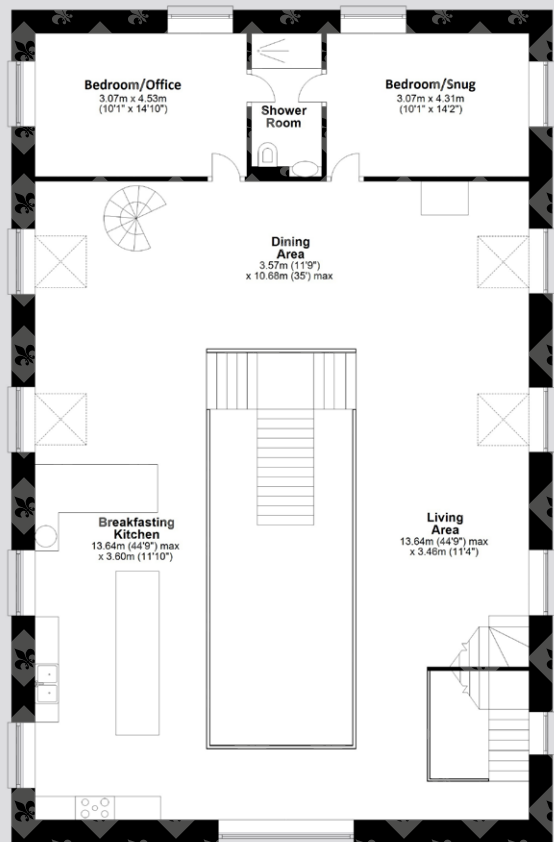 Bedroom/Office
3.07m x 4.53m
(10'1" x 14'10")
Bedroom/Snug
3.07m x 4.31m
(10'1" x 14'2")
Shower
Room
Dining
Area
3.57m (11'9")
x 10.68m (35') max
Breakfasting
Kitchen
13.64m (44'9") max
x 3.60m (11'10")
Living
Area
13.64m (44'9") max
x 3.46m (11'4")